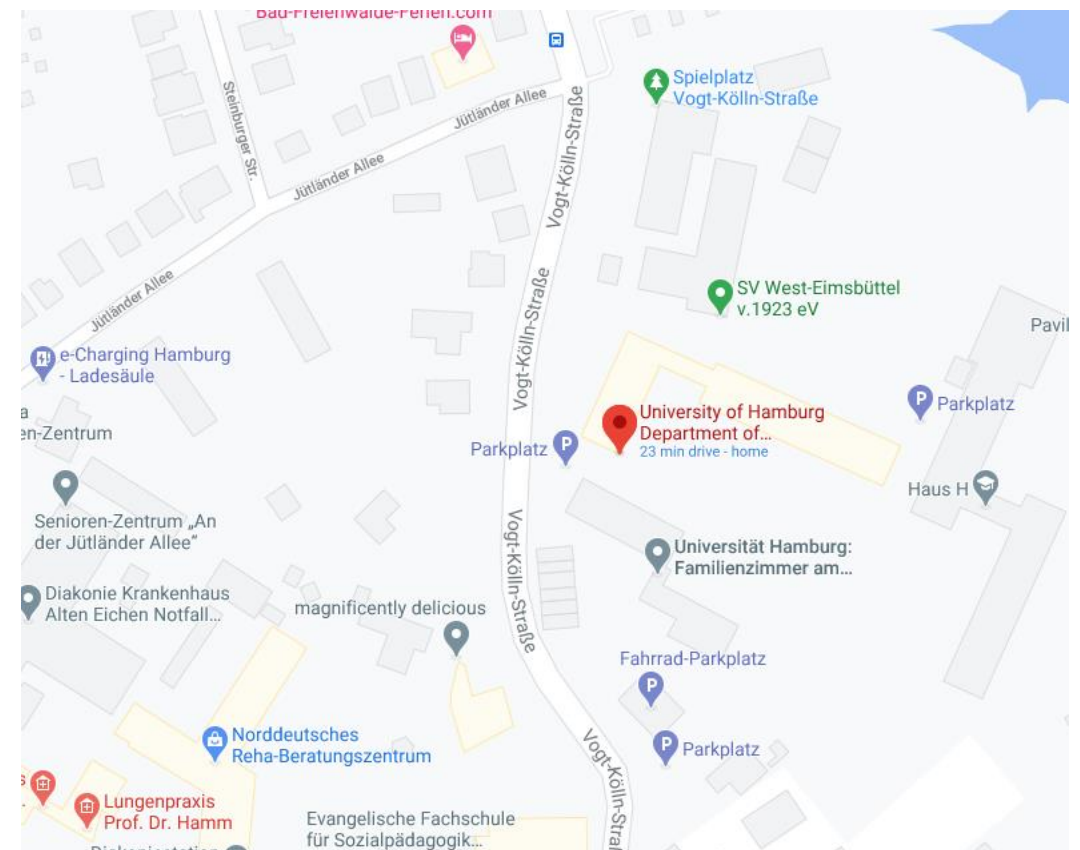 Bad-Freienwalde-Ferien.com
Spielplatz
Vogt-Kölln-Straße
Steinburger Str.
Jütländer Allee
Vogt-Kölln-Straße
Jütländer Allee
Jütländer Allee
Vogt-Kölln-Straße
SV West-Eimsbüttel
v.1923 eV
Pavil
e-Charging Hamburg
- Ladesäule
Parkplatz
a
en-Zentrum
University of Hamburg
Department of...
23 min drive - home
Parkplatz
Haus H
Senioren-Zentrum „An
der Jütländer Allee”
Vogt-Kölln-Straße
Universität Hamburg:
Familienzimmer am...
Diakonie Krankenhaus
Alten Eichen Notfall...
magnificently delicious
Fahrrad-Parkplatz
Norddeutsches
Reha-Beratungszentrum
Parkplatz
Vogt-Kölln-Straß
s
Lungenpraxis
Prof. Dr. Hamm
Evangelische Fachschule
für Sozialpädagogik...